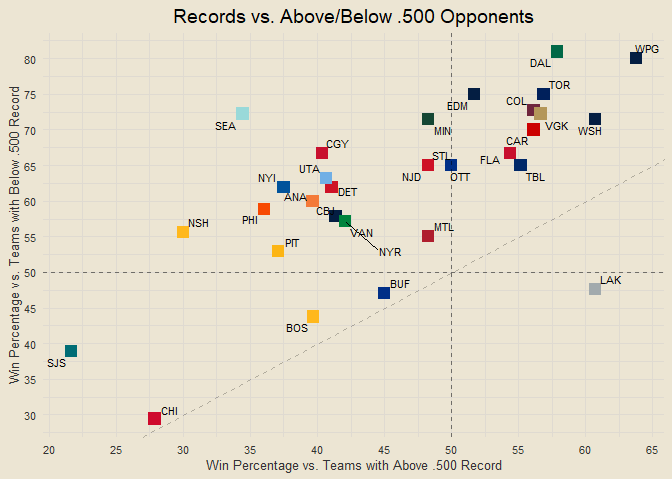 Records vs. Above/Below .500 Opponents
Win Percentage vs. Teams with Below .500 Record
80
75
70
65
60
55
50
45
40
35
30
WPG
DAL
TOR
EDM
COL
VGK
WSH
SEA
MIN
CAR
CGY
STL
FLA
UTA
NJD
OTT
TBL
NYI
DET
ANA
PHI
CBJ
NSH
VAN
MTL
PIT
NYR
BUF
LAK
BOS
SJS
CHI
20 25 30 35 40 45 50 55 60 65
Win Percentage vs. Teams with Above .500 Record